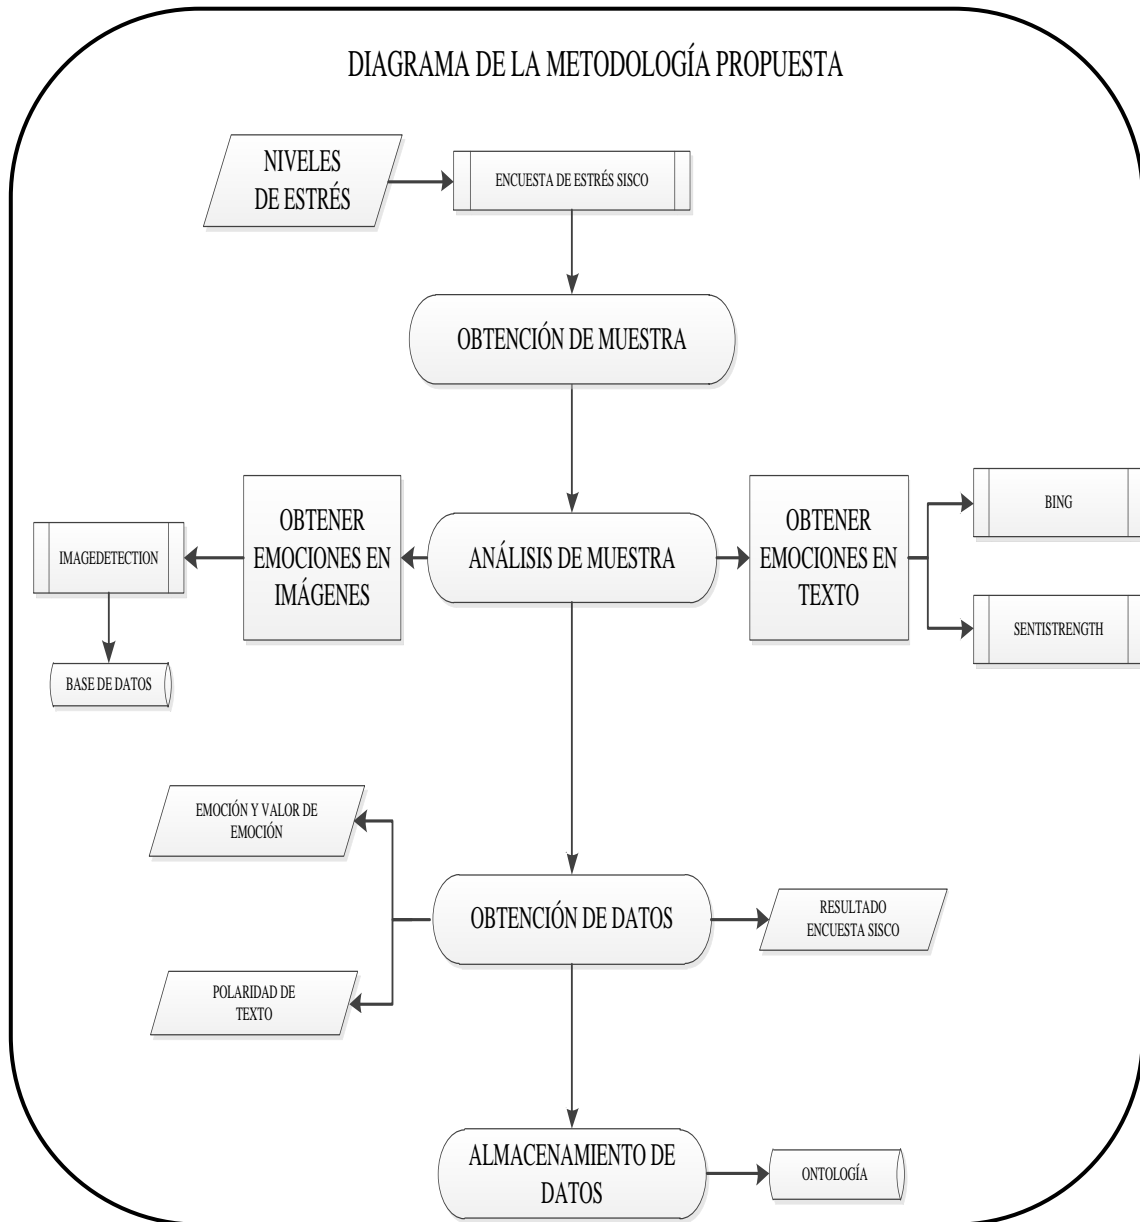 DIAGRAMA DE LA METODOLOGÍA PROPUESTA
NIVELES
DE ESTRÉS
ENCUESTA DE ESTRÉS SISCO
OBTENCIÓN DE MUESTRA
IMAGEDETECTION
OBTENER
EMOCIONES EN
IMÁGENES
ANÁLISIS DE MUESTRA
OBTENER
EMOCIONES EN
TEXTO
BING
SENTISTRENGTH
BASE DE DATOS
EMOCIÓN Y VALOR DE
EMOCIÓN
OBTENCIÓN DE DATOS
RESULTADO
ENCUESTA SISCO
POLARIDAD DE
TEXTO
ALMACENAMIENTO DE
DATOS
ONTOLOGÍA